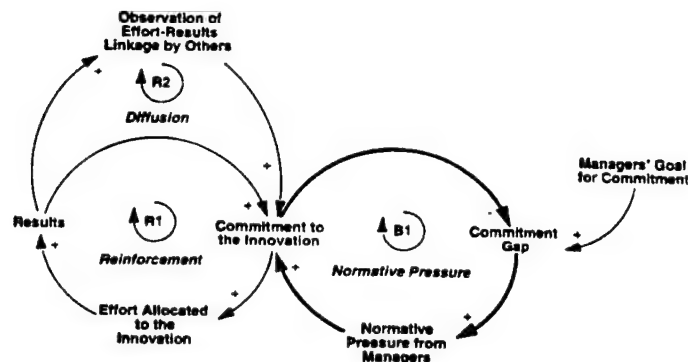 Observation of
Effort-Results
Linkage by Others
+
R2
Diffusion
+
Managers' Goal
for Commitment
+
R1
Results
+
Reinforcement
Commitment to
the Innovation
B1
Normative Pressure
-
Commitment
Gap
+
+
+
Effort Allocated
to the
Innovation
Normative
Pressure from
Managers
+